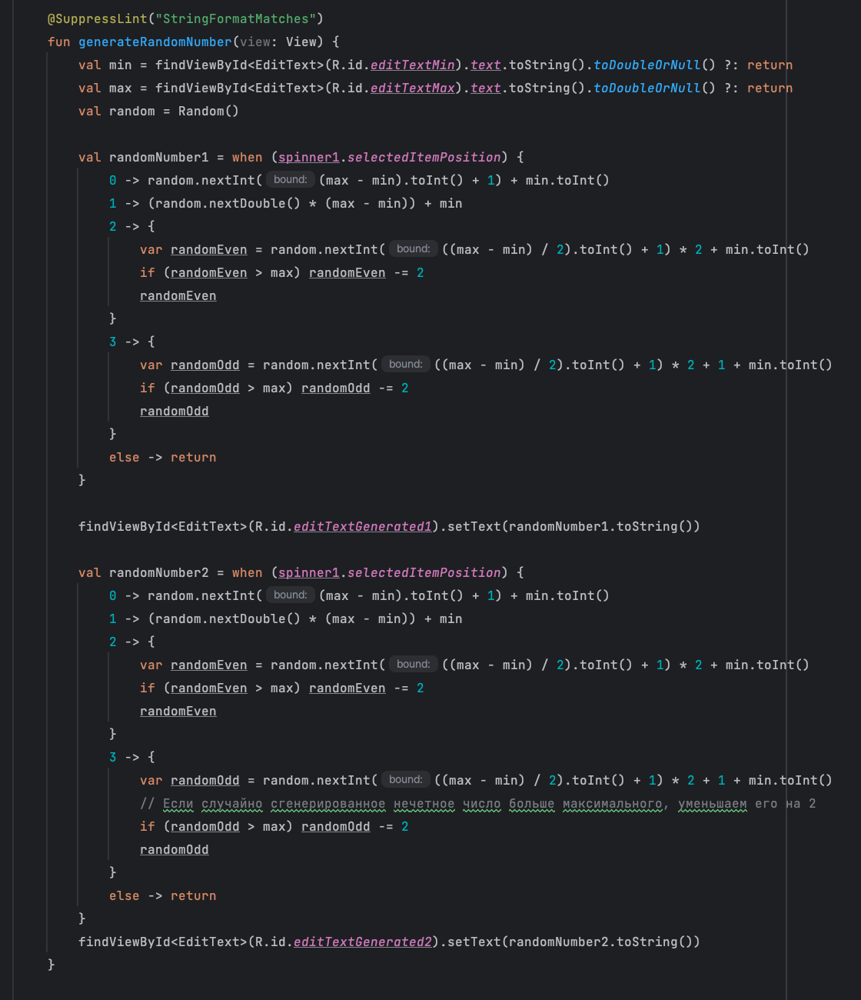 @SuppressLint("StringFormatMatches")
fun generateRandomNumber(view: View) {
val min = findViewById<EditText>(R.id.editTextMin).text.toString().toDoubleOrNull() ?: return
val max = findViewById<EditText>(R.id.editTextMax).text.toString().toDoubleOrNull() ?: return
val random = Random()
val randomNumber1 = when (spinner1.selectedItemPosition) {
0 -> random.nextInt( bound: (max - min).toInt() + 1) + min.toInt()
1 -> (random.nextDouble() * (max - min)) + min
2 -> {
var randomEven = random.nextInt( bound: ((max - min) / 2).toInt() + 1) * 2 + min.toInt()
if (randomEven > max) randomEven -= 2
randomEven
}
3 -> {
var randomOdd = random.nextInt( bound: ((max - min) / 2).toInt() + 1) * 2 + 1 + min.toInt()
if (randomOdd > max) randomOdd -= 2
randomOdd
}
else -> return
}
findViewById<EditText>(R.id.editTextGenerated1).setText(randomNumber1.toString())
val randomNumber2 = when (spinner1.selectedItemPosition) {
0 -> random.nextInt( bound: (max - min).toInt() + 1) + min.toInt()
1 -> (random.nextDouble() * (max - min)) + min
2 -> {
var randomEven = random.nextInt( bound: ((max - min) / 2).toInt() + 1) * 2 + min.toInt()
if (randomEven > max) randomEven -= 2
randomEven
}
3 -> {
var randomOdd = random.nextInt( bound: ((max - min) / 2).toInt() + 1) * 2 + 1 + min.toInt()
// Если случайно сгенерированное нечетное число больше максимального, уменьшаем его на 2
if (randomOdd > max) randomOdd -= 2
randomOdd
}
else -> return
}
findViewById<EditText>(R.id.editTextGenerated2).setText(randomNumber2.toString())
}